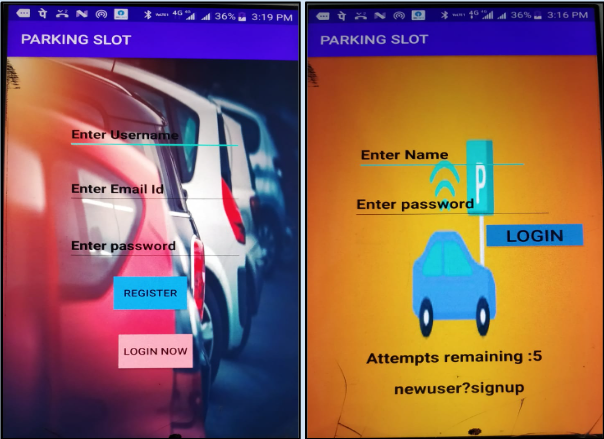 36% 3:19 PM
PARKING SLOT
Enter Username
Enter Email Id
Enter password
REGISTER
LOGIN NOW
4G 36% 3:16 PM
PARKING SLOT
P
Enter Name
Enter password
LOGIN
Attempts remaining :5
newuser?signup